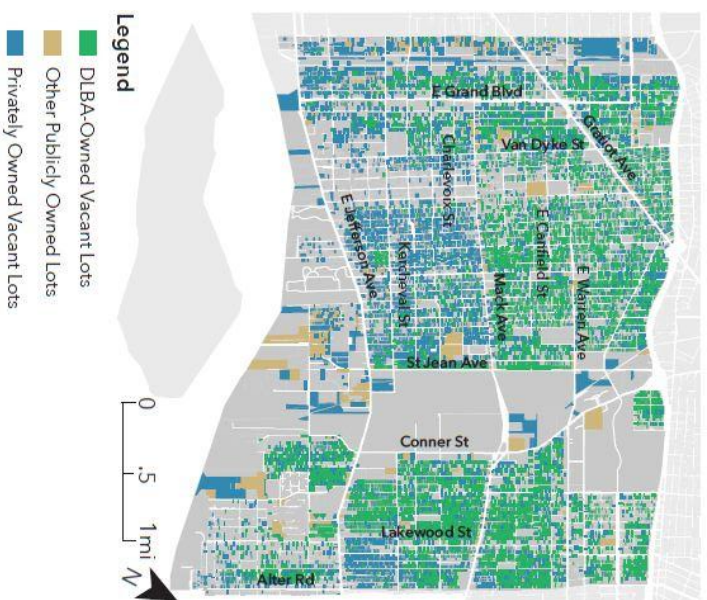 Legend
DLBA-Owned Vacant Lots
Other Publicly Owned Lots
Privately Owned Vacant Lots
E Grand Blvd
Gratiot Ave
Van Dyke St
Charlevoix St
E Canfield St
E Jefferson Ave
Kercheval St
Mack Ave
E Warren Ave
St Jean Ave
Conner St
Lakewood St
Alter Rd
0
.5
1mi
N